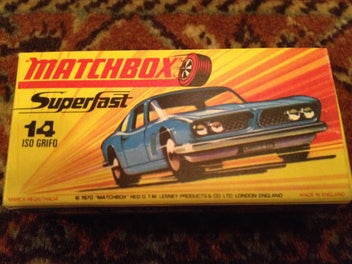 MATCHBOX
Superfast
14
ISO GRIFO
© 1970 "MATCHBOX" REG'D. T.M. LESNEY PRODUCTS & CO. LTD. LONDON ENGLAND
MADE IN ENGLAND